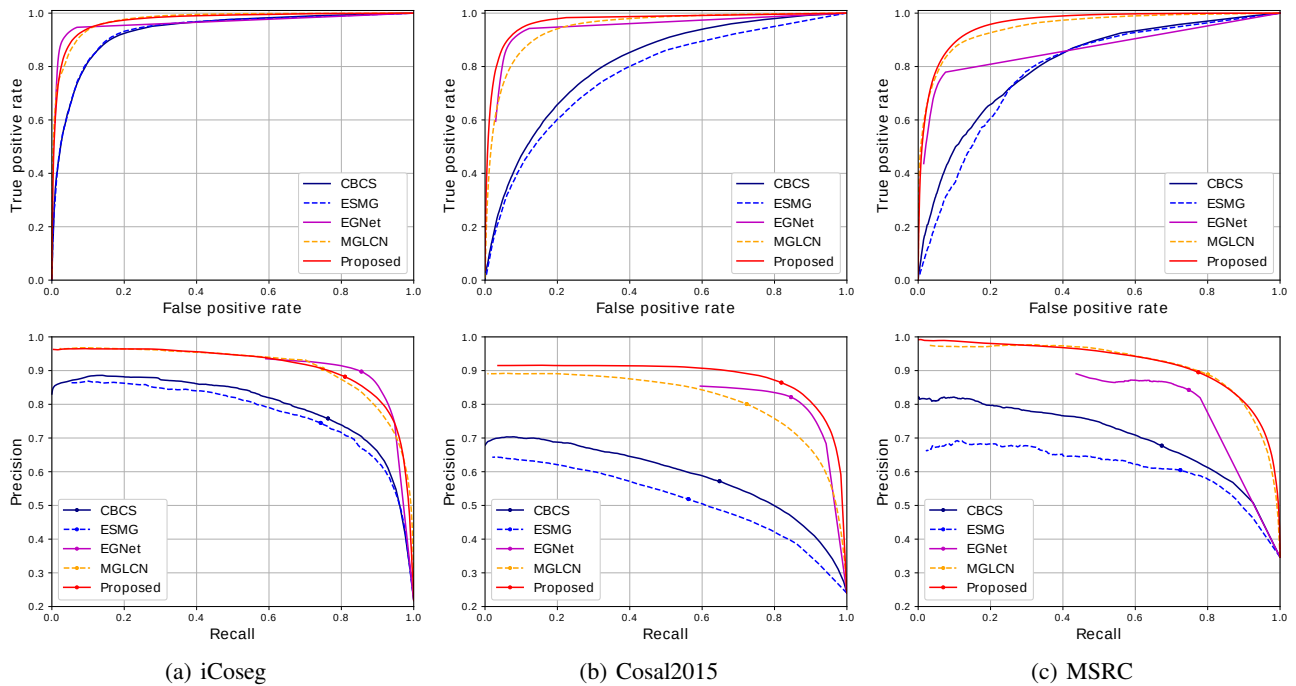 1.0
0.8
0.6
0.4
0.2
0.0
True positive rate
0.0 0.2 0.4 0.6 0.8 1.0
False positive rate
CBCS
ESMG
EGNet
MGLCN
Proposed
1.0
0.8
0.6
0.4
0.2
0.0
True positive rate
0.0 0.2 0.4 0.6 0.8 1.0
False positive rate
CBCS
ESMG
EGNet
MGLCN
Proposed
1.0
0.8
0.6
0.4
0.2
0.0
True positive rate
0.0 0.2 0.4 0.6 0.8 1.0
False positive rate
CBCS
ESMG
EGNet
MGLCN
Proposed
1.0
0.9
0.8
0.7
0.6
0.5
0.4
0.3
0.2
Precision
0.0 0.2 0.4 0.6 0.8 1.0
Recall
CBCS
ESMG
EGNet
MGLCN
Proposed
(a) iCoseg
1.0
0.9
0.8
0.7
0.6
0.5
0.4
0.3
0.2
Precision
0.0 0.2 0.4 0.6 0.8 1.0
Recall
CBCS
ESMG
EGNet
MGLCN
Proposed
(b) Cosal2015
1.0
0.9
0.8
0.7
0.6
0.5
0.4
0.3
0.2
Precision
0.0 0.2 0.4 0.6 0.8 1.0
Recall
CBCS
ESMG
EGNet
MGLCN
Proposed
(c) MSRC